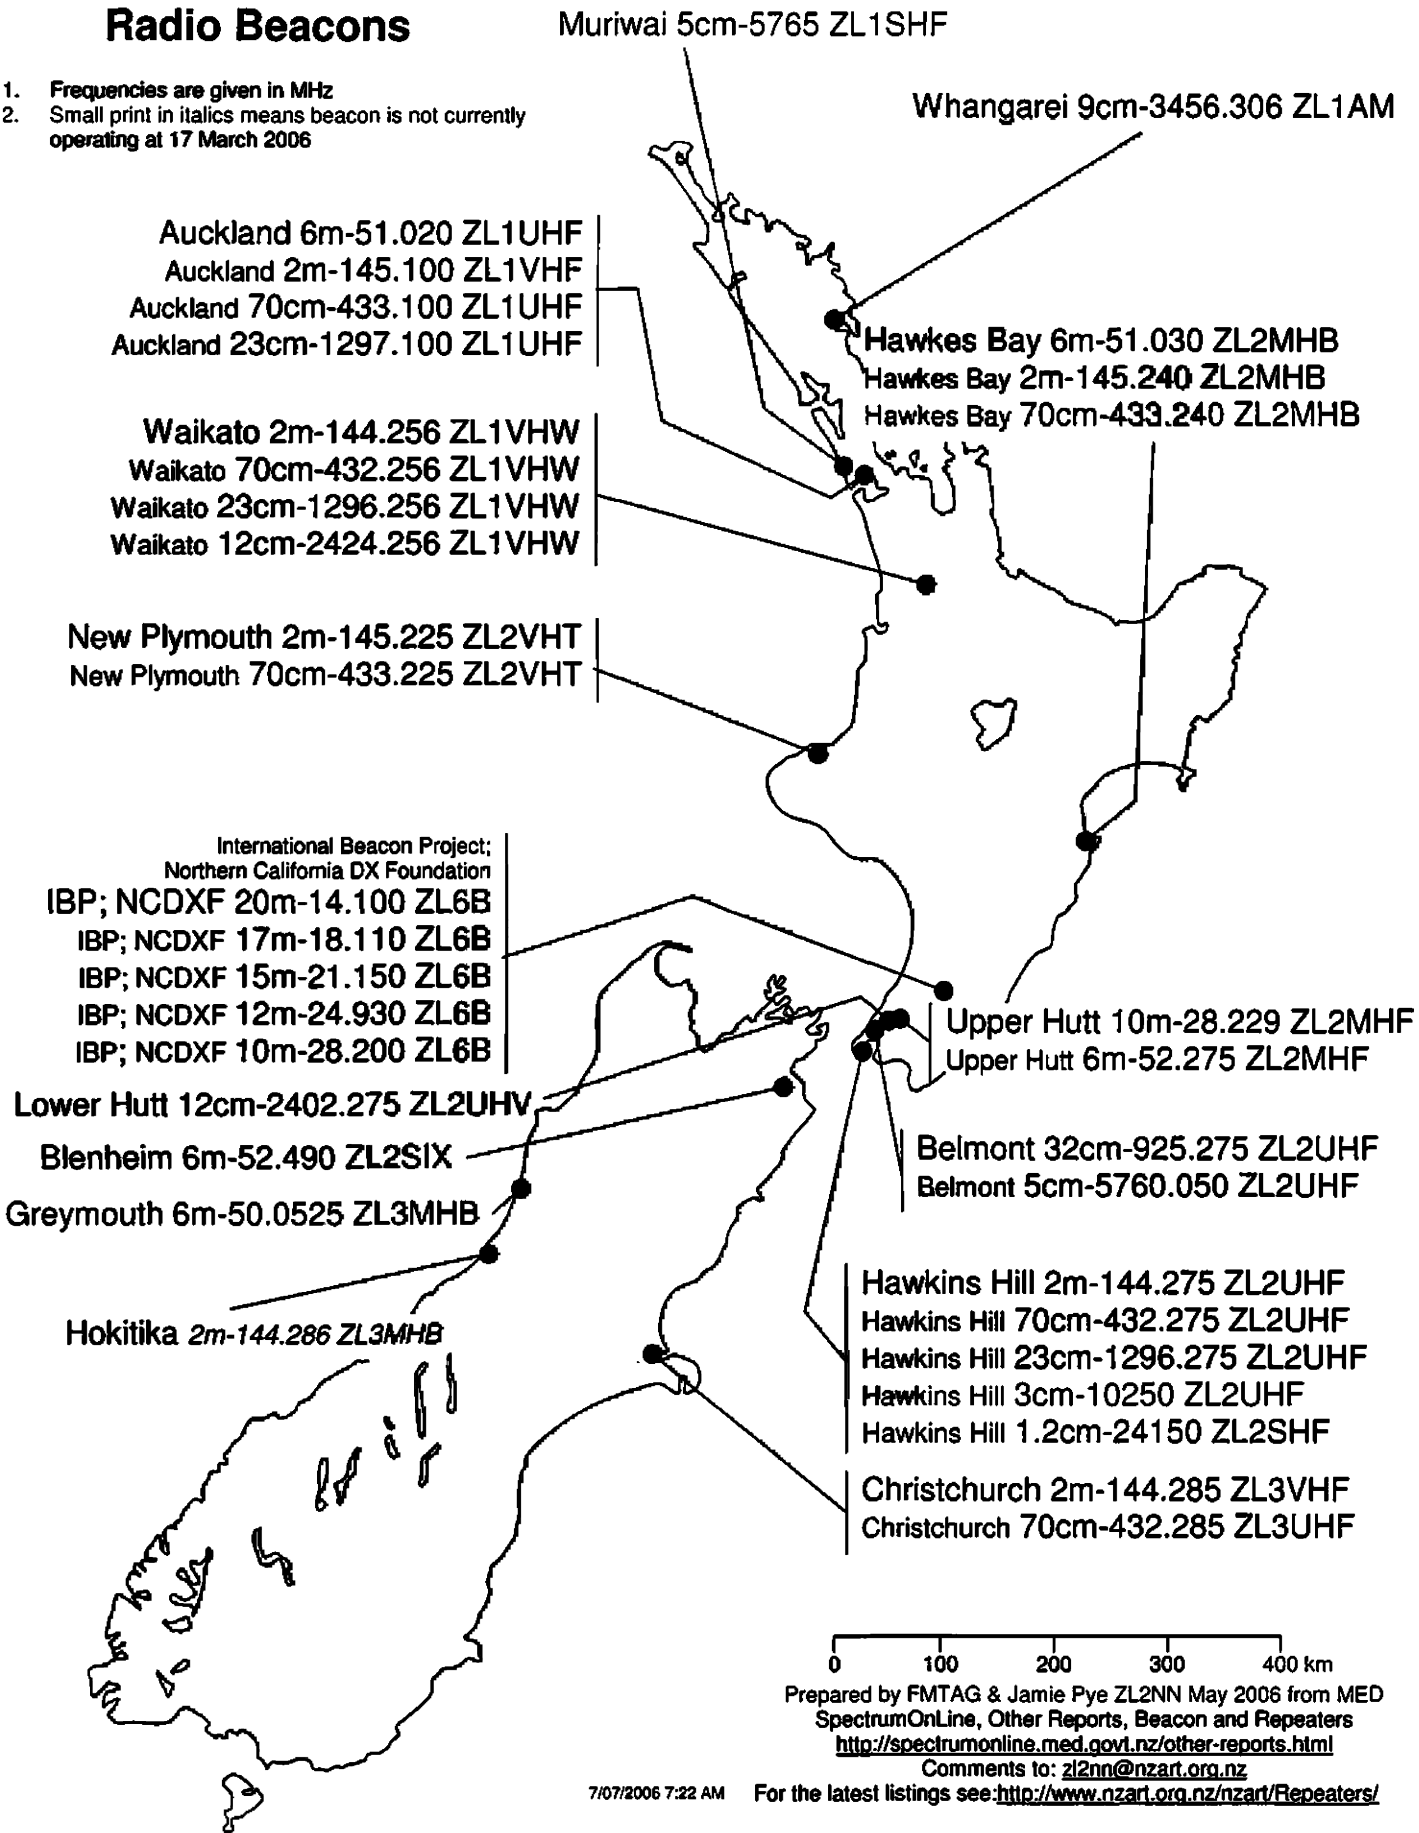 Radio Beacons
1. Frequencies are given in MHz
2. Small print in italics means beacon is not currently
operating at 17 March 2006
Muriwai 5cm-5765 ZL1SHF
Whangarei 9cm-3456.306 ZL1AM
Auckland 6m-51.020 ZL1UHF
Auckland 2m-145.100 ZL1VHF
Auckland 70cm-433.100 ZL1UHF
Auckland 23cm-1297.100 ZL1UHF
Hawkes Bay 6m-51.030 ZL2MHB
Hawkes Bay 2m-145.240 ZL2MHB
Hawkes Bay 70cm-433.240 ZL2MHB
Waikato 2m-144.256 ZL1VHW
Waikato 70cm-432.256 ZL1VHW
Waikato 23cm-1296.256 ZL1VHW
Waikato 12cm-2424.256 ZL1VHW
New Plymouth 2m-145.225 ZL2VHT
New Plymouth 70cm-433.225 ZL2VHT
International Beacon Project;
Northern California DX Foundation
IBP; NCDXF 20m-14.100 ZL6B
IBP; NCDXF 17m-18.110 ZL6B
IBP; NCDXF 15m-21.150 ZL6B
IBP; NCDXF 12m-24.930 ZL6B
IBP; NCDXF 10m-28.200 ZL6B
Upper Hutt 10m-28.229 ZL2MHF
Upper Hutt 6m-52.275 ZL2MHF
Lower Hutt 12cm-2402.275 ZL2UHV
Blenheim 6m-52.490 ZL2SIX
Greymouth 6m-50.0525 ZL3MHB
Hokitika 2m-144.286 ZL3MHB
Belmont 32cm-925.275 ZL2UHF
Belmont 5cm-5760.050 ZL2UHF
Hawkins Hill 2m-144.275 ZL2UHF
Hawkins Hill 70cm-432.275 ZL2UHF
Hawkins Hill 23cm-1296.275 ZL2UHF
Hawkins Hill 3cm-10250 ZL2UHF
Hawkins Hill 1.2cm-24150 ZL2SHF
Christchurch 2m-144.285 ZL3VHF
Christchurch 70cm-432.285 ZL3UHF
0 100 200 300 400 km
Prepared by FMTAG & Jamie Pye ZL2NN May 2006 from MED
SpectrumOnLine, Other Reports, Beacon and Repeaters
http://spectrumonline.med.govt.nz/other-reports.html
Comments to: zl2nn@nzart.org.nz
7/07/2006 7:22 AM For the latest listings see:http://www.nzart.org.nz/nzart/Repeaters/